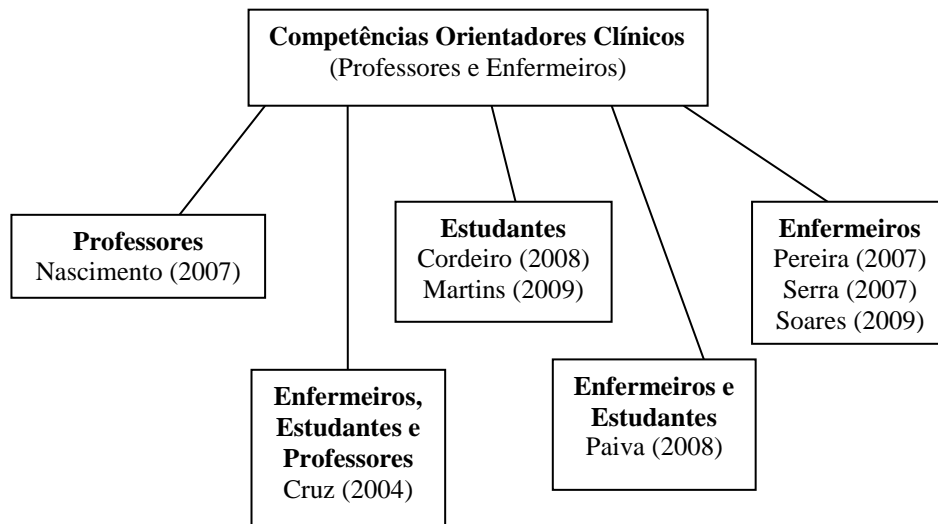 Competências Orientadores Clínicos
(Professores e Enfermeiros)
Professores
Nascimento (2007)
Estudantes
Cordeiro (2008)
Martins (2009)
Enfermeiros
Pereira (2007)
Serra (2007)
Soares (2009)
Enfermeiros,
Estudantes e
Professores
Cruz (2004)
Enfermeiros e
Estudantes
Paiva (2008)